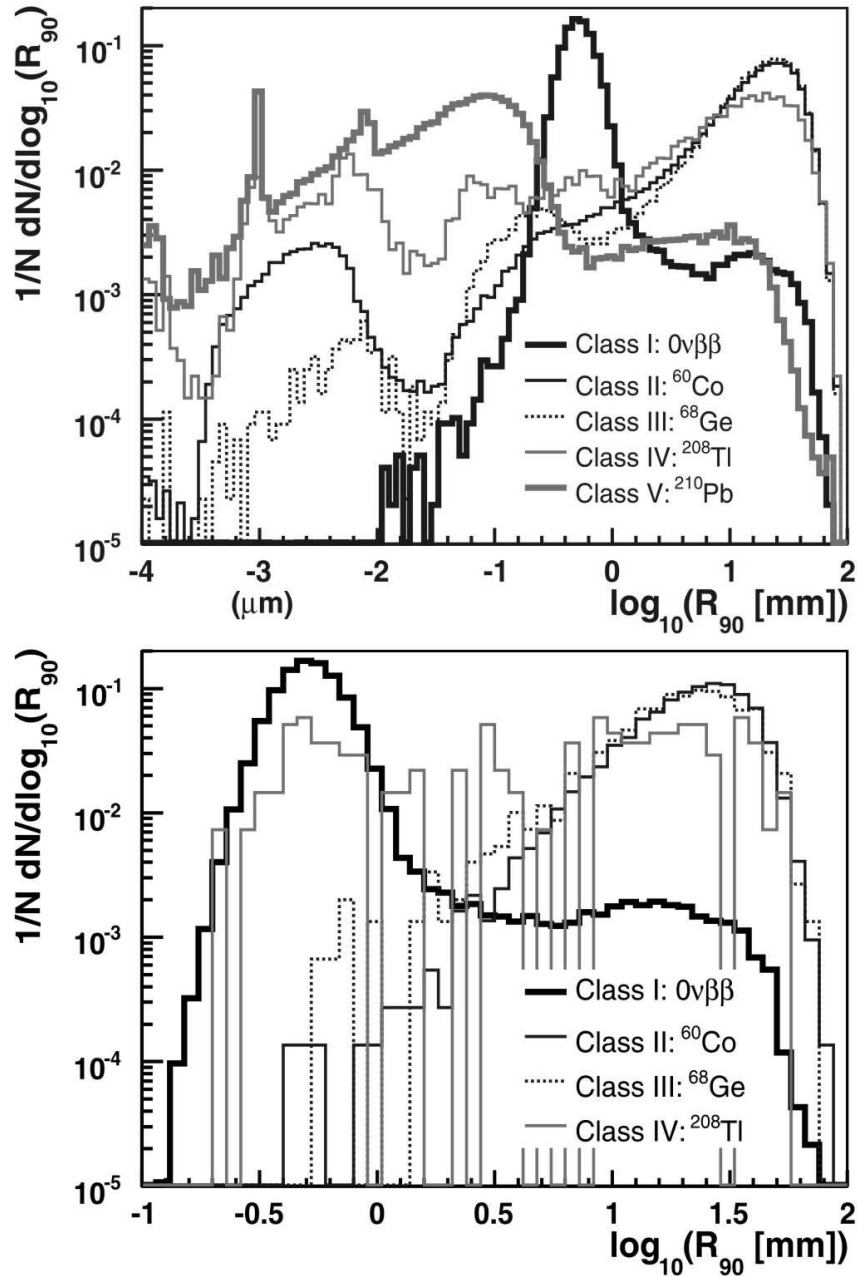 1/N dN/dlog₁₀(R₉₀)
10⁻¹
10⁻²
10⁻³
10⁻⁴
10⁻⁵
Class I: 0νββ
Class II: ⁶⁰Co
Class III: ⁶⁸Ge
Class IV: ²⁰⁸Tl
Class V: ²¹⁰Pb
-4 -3 -2 -1 0 1 2
(μm) log₁₀(R₉₀ [mm])
1/N dN/dlog₁₀(R₉₀)
10⁻¹
10⁻²
10⁻³
10⁻⁴
10⁻⁵
Class I: 0νββ
Class II: ⁶⁰Co
Class III: ⁶⁸Ge
Class IV: ²⁰⁸Tl
-1 -0.5 0 0.5 1 1.5 2
log₁₀(R₉₀ [mm])